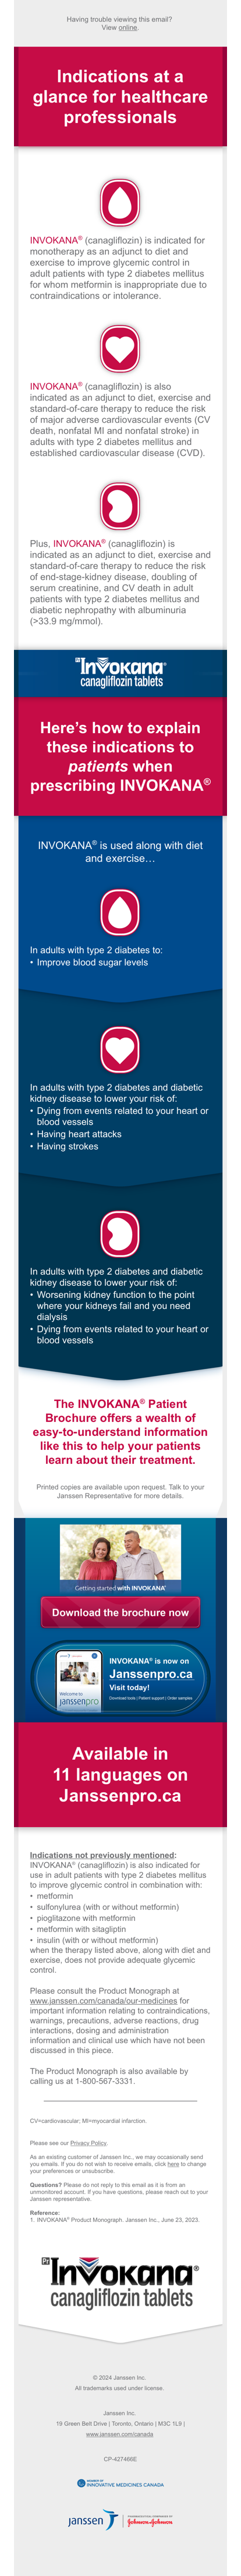 Having trouble viewing this email?
View online.
Indications at a
glance for healthcare
professionals
INVOKANA® (canagliflozin) is indicated for
monotherapy as an adjunct to diet and
exercise to improve glycemic control in
adult patients with type 2 diabetes mellitus
for whom metformin is inappropriate due to
contraindications or intolerance.
INVOKANA® (canagliflozin) is also
indicated as an adjunct to diet, exercise and
standard-of-care therapy to reduce the risk
of major adverse cardiovascular events (CV
death, nonfatal MI and nonfatal stroke) in
adults with type 2 diabetes mellitus and
established cardiovascular disease (CVD).
Plus, INVOKANA® (canagliflozin) is
indicated as an adjunct to diet, exercise and
standard-of-care therapy to reduce the risk
of end-stage-kidney disease, doubling of
serum creatinine, and CV death in adult
patients with type 2 diabetes mellitus and
diabetic nephropathy with albuminuria
(>33.9 mg/mmol).
Pr Invokana®
canagliflozin tablets
Here's how to explain
these indications to
patients when
prescribing INVOKANA®
INVOKANA® is used along with diet
and exercise…
In adults with type 2 diabetes to:
• Improve blood sugar levels
In adults with type 2 diabetes and diabetic
kidney disease to lower your risk of:
• Dying from events related to your heart or
blood vessels
• Having heart attacks
• Having strokes
In adults with type 2 diabetes and diabetic
kidney disease to lower your risk of:
• Worsening kidney function to the point
where your kidneys fail and you need
dialysis
• Dying from events related to your heart or
blood vessels
The INVOKANA® Patient
Brochure offers a wealth of
easy-to-understand information
like this to help your patients
learn about their treatment.
Printed copies are available upon request. Talk to your
Janssen Representative for more details.
Getting started with INVOKANA®
Download the brochure now
INVOKANA® is now on
Janssenpro.ca
Visit today!
Download tools | Patient support | Order samples
Welcome to
janssenpro
Available in
11 languages on
Janssenpro.ca
Indications not previously mentioned:
INVOKANA® (canagliflozin) is also indicated for
use in adult patients with type 2 diabetes mellitus
to improve glycemic control in combination with:
• metformin
• sulfonylurea (with or without metformin)
• pioglitazone with metformin
• metformin with sitagliptin
• insulin (with or without metformin)
when the therapy listed above, along with diet and
exercise, does not provide adequate glycemic
control.
Please consult the Product Monograph at
www.janssen.com/canada/our-medicines for
important information relating to contraindications,
warnings, precautions, adverse reactions, drug
interactions, dosing and administration
information and clinical use which have not been
discussed in this piece.
The Product Monograph is also available by
calling us at 1-800-567-3331.
CV=cardiovascular; MI=myocardial infarction.
Please see our Privacy Policy.
As an existing customer of Janssen Inc., we may occasionally send
you emails. If you do not wish to receive emails, click here to change
your preferences or unsubscribe.
Questions? Please do not reply to this email as it is from an
unmonitored account. If you have questions, please reach out to your
Janssen representative.
Reference:
1. INVOKANA® Product Monograph. Janssen Inc., June 23, 2023.
Pr Invokana®
canagliflozin tablets
© 2024 Janssen Inc.
All trademarks used under license.
Janssen Inc.
19 Green Belt Drive | Toronto, Ontario | M3C 1L9 |
www.janssen.com/canada
CP-427466E
MEMBER OF
INNOVATIVE MEDICINES CANADA
janssen
PHARMACEUTICAL COMPANIES OF
Johnson & Johnson